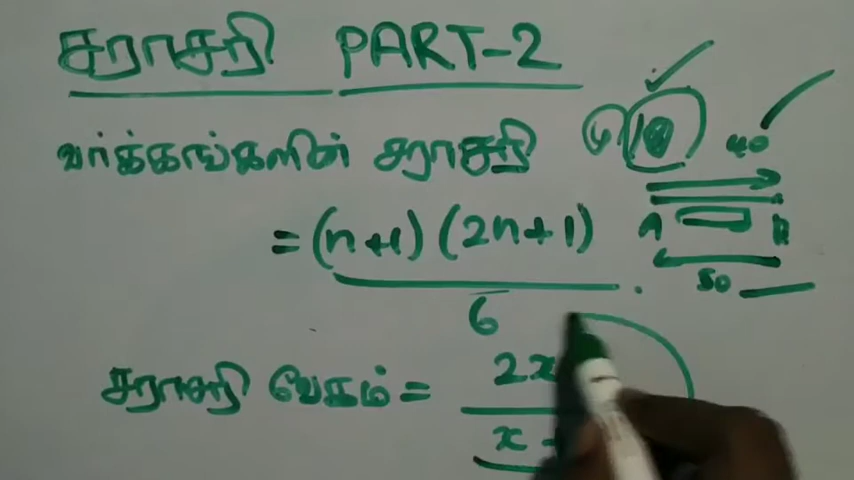 சராசரி PART-2
வர்க்கங்களின் சராசரி
10
40
= (n+1) (2n+1)
A
B
6
50
சராசரி வேகம் = 2x
x